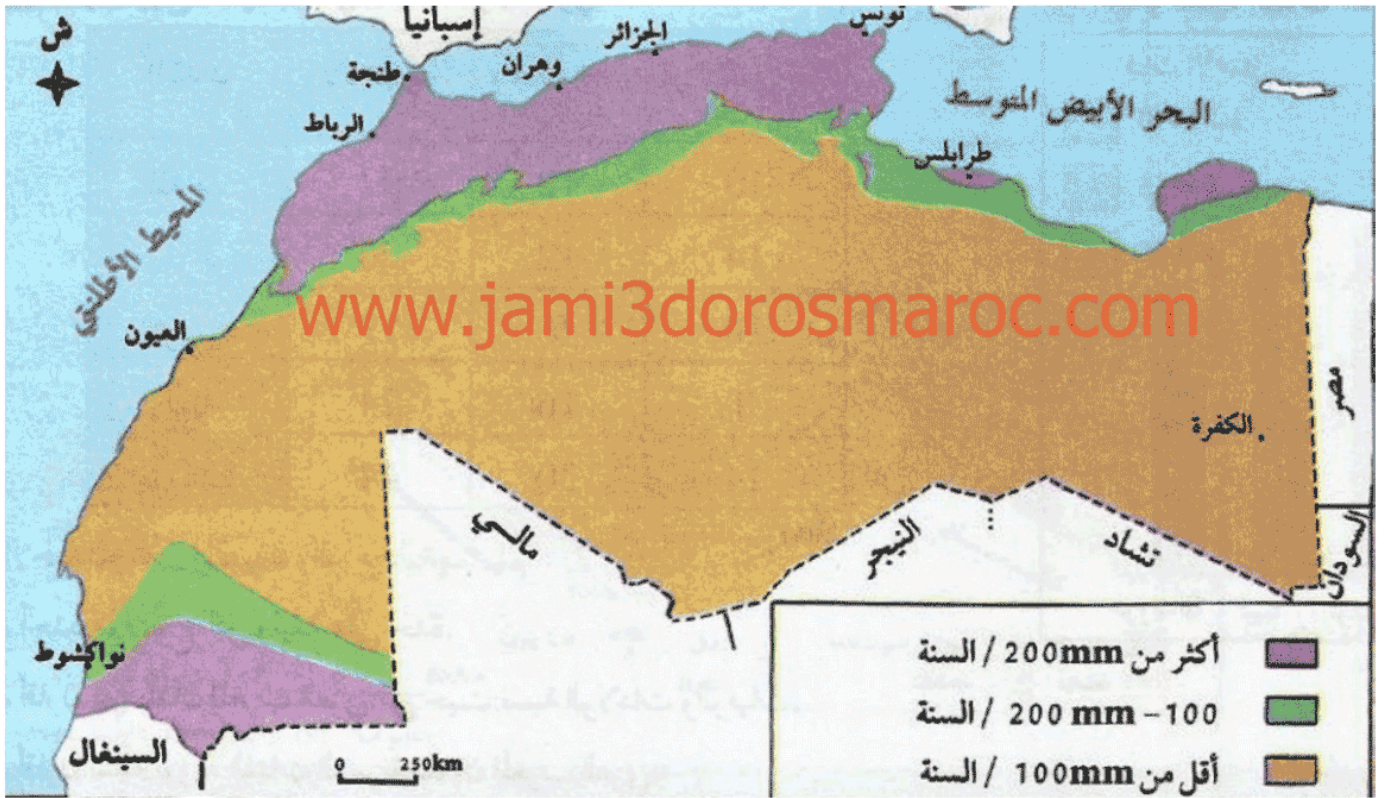 ش
إسبانيا
تونس
الجزائر
وهران
طنجة
الرباط
البحر الأبيض المتوسط
طرابلس
المحيط الأطلنتي
www.jami3dorosmaroc.com
العيون
مصر
الكفرة
مالي
النيجر
تشاد
السودان
نواكشوط
السينغال
0 250km
أكثر من 200mm / السنة
100- 200 mm / السنة
أقل من 100mm / السنة